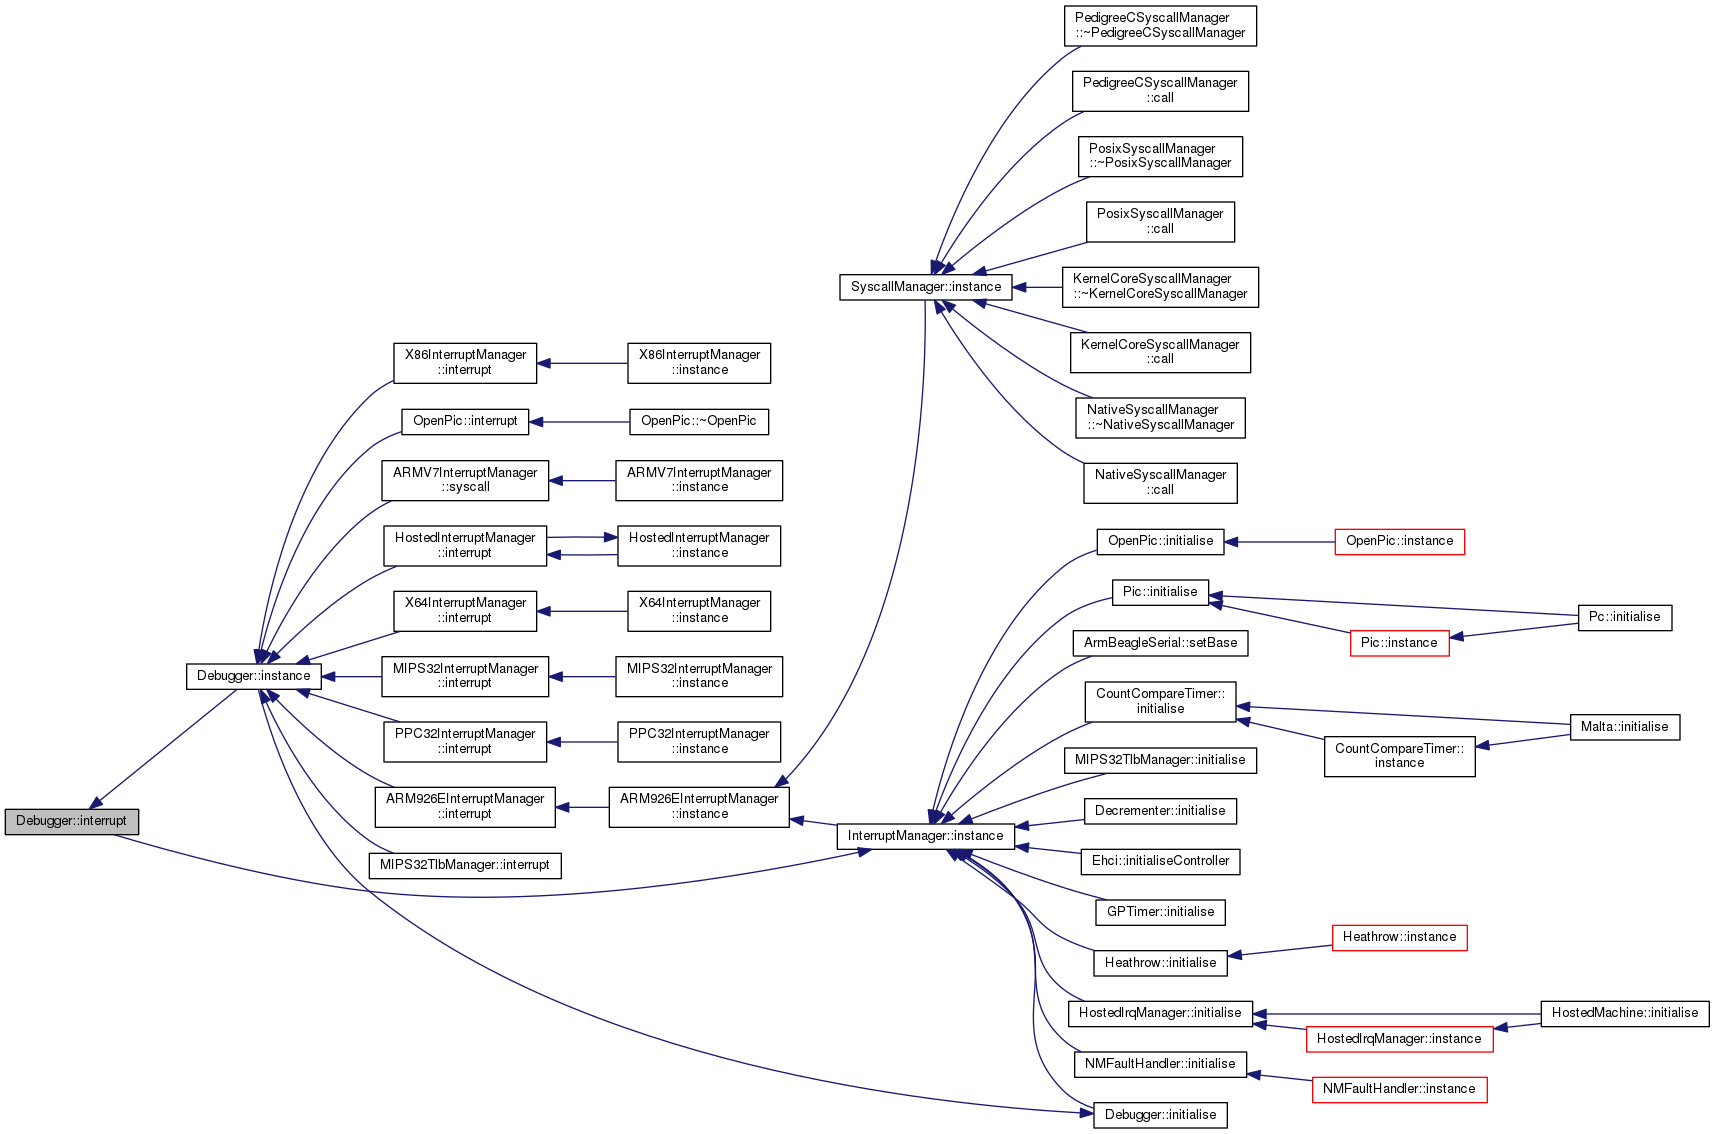 PedigreeCSyscallManager
::~PedigreeCSyscallManager
PedigreeCSyscallManager
::call
PosixSyscallManager
::~PosixSyscallManager
PosixSyscallManager
::call
SyscallManager::instance
KernelCoreSyscallManager
::~KernelCoreSyscallManager
KernelCoreSyscallManager
::call
NativeSyscallManager
::~NativeSyscallManager
NativeSyscallManager
::call
X86InterruptManager
::interrupt
X86InterruptManager
::instance
OpenPic::interrupt
OpenPic::~OpenPic
ARMV7InterruptManager
::syscall
ARMV7InterruptManager
::instance
HostedInterruptManager
::interrupt
HostedInterruptManager
::instance
X64InterruptManager
::interrupt
X64InterruptManager
::instance
Debugger::instance
MIPS32InterruptManager
::interrupt
MIPS32InterruptManager
::instance
PPC32InterruptManager
::interrupt
PPC32InterruptManager
::instance
ARM926EInterruptManager
::interrupt
ARM926EInterruptManager
::instance
Debugger::interrupt
MIPS32TlbManager::interrupt
InterruptManager::instance
OpenPic::initialise
OpenPic::instance
Pic::initialise
Pc::initialise
Pic::instance
ArmBeagleSerial::setBase
CountCompareTimer::
initialise
Malta::initialise
CountCompareTimer::
instance
MIPS32TlbManager::initialise
Decrementer::initialise
Ehci::initialiseController
GPTimer::initialise
Heathrow::instance
Heathrow::initialise
HostedIrqManager::initialise
HostedMachine::initialise
HostedIrqManager::instance
NMFaultHandler::initialise
NMFaultHandler::instance
Debugger::initialise